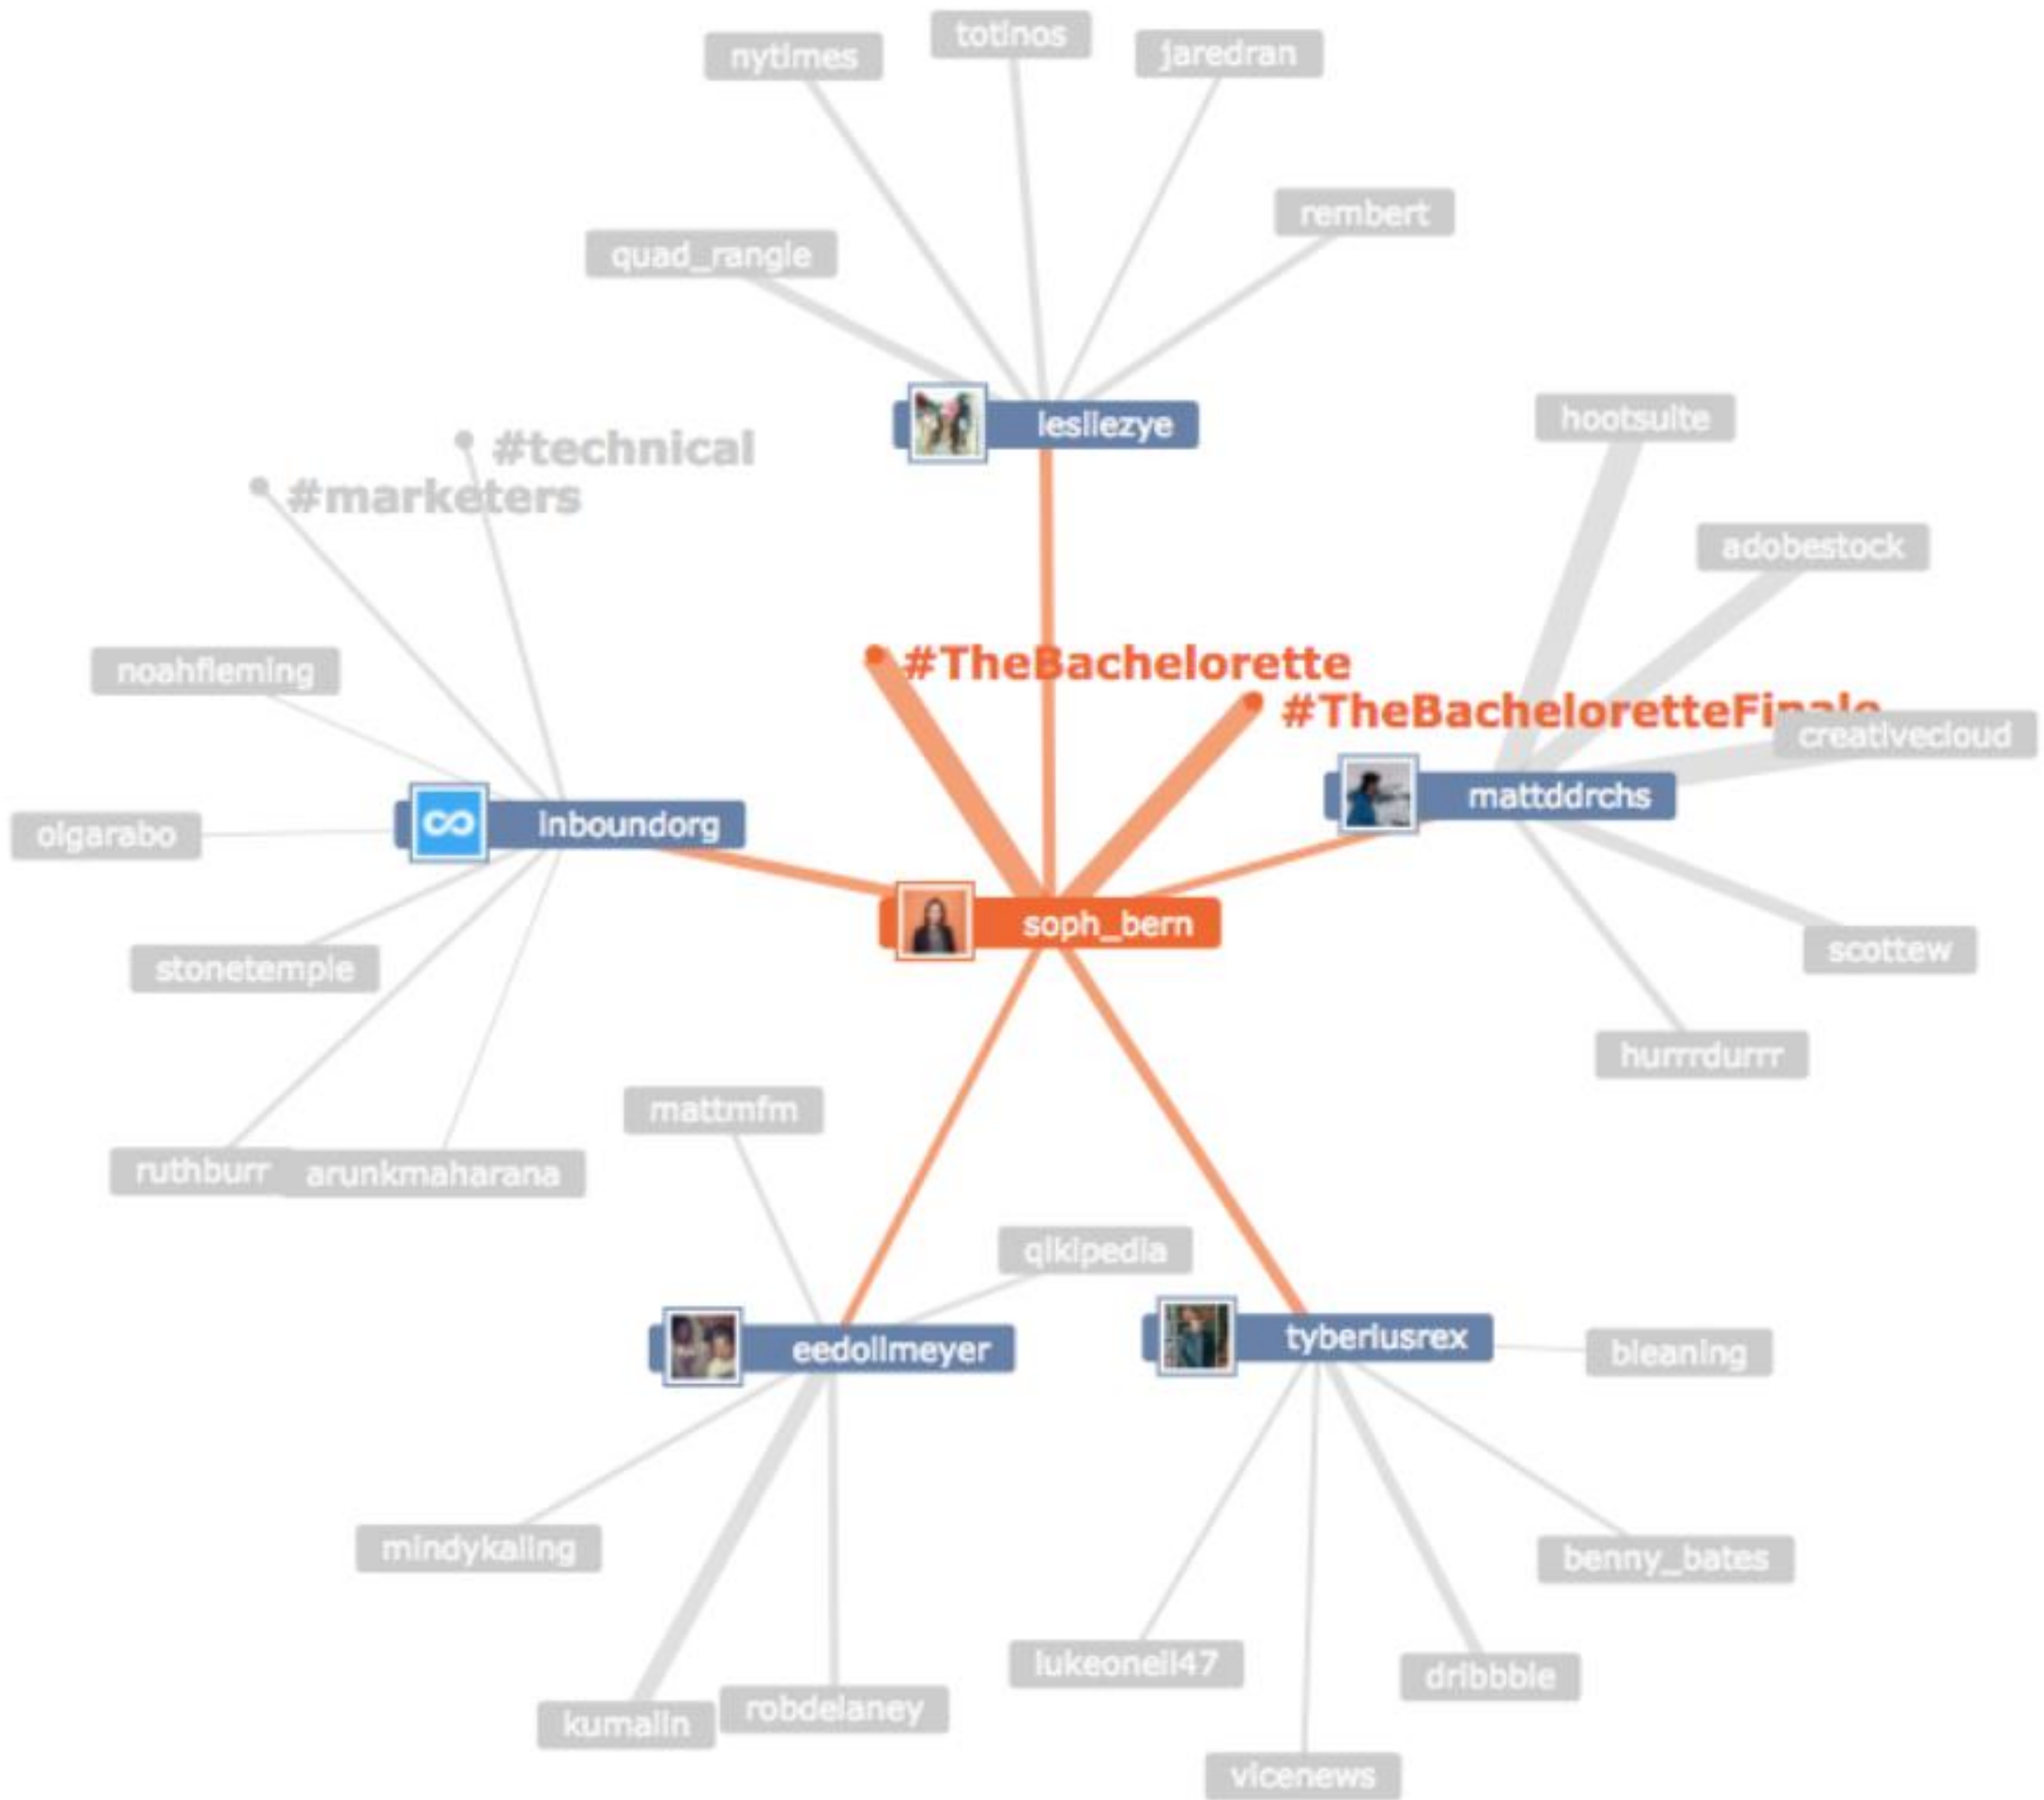 totinos
jaredran
nytimes
rembert
quad_rangle
hootsuite
lesliezye
#technical
#marketers
adobestock
#TheBachelorette
noahfleming
#TheBacheloretteFinale
creativecloud
mattddrchs
inboundorg
olgarabo
soph_bern
scottew
stonetemple
hurrrdurrr
mattmfm
ruthburr
arunkmaharana
qikipedia
tyberiusrex
eedollmeyer
bleaning
mindykaling
benny_bates
lukeoneil47
dribbble
robdelaney
kumailn
vicenews